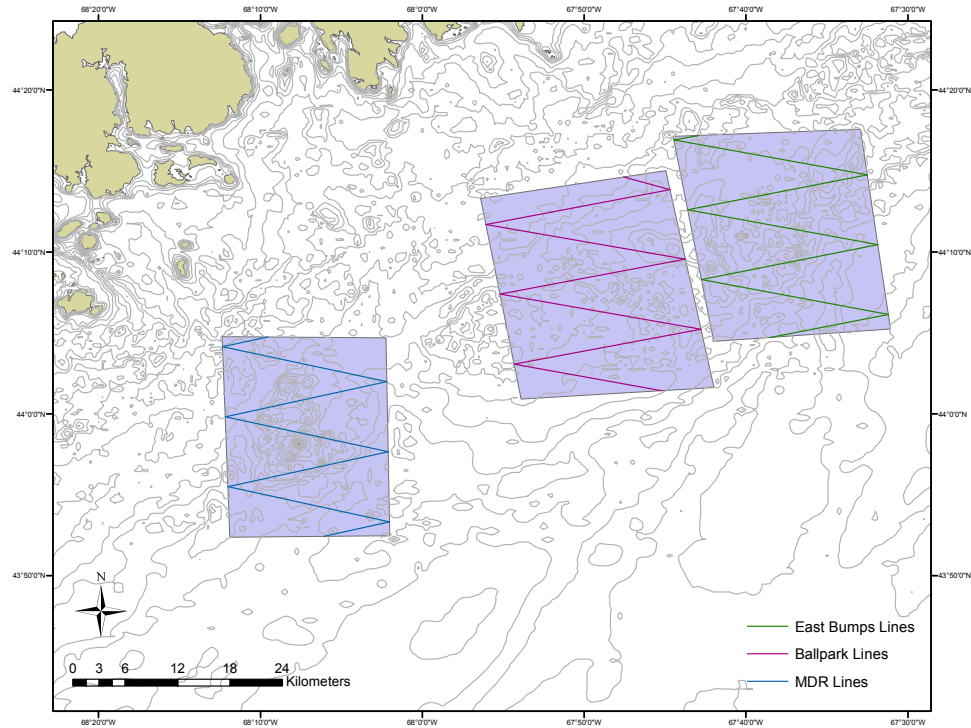 68°20'0"W 68°10'0"W 68°0'0"W 67°50'0"W 67°40'0"W 67°30'0"W
44°20'0"N 44°20'0"N
44°10'0"N 44°10'0"N
44°0'0"N 44°0'0"N
43°50'0"N 43°50'0"N
N
East Bumps Lines
Ballpark Lines
MDR Lines
0 3 6 12 18 24
Kilometers
68°20'0"W 68°10'0"W 68°0'0"W 67°50'0"W 67°40'0"W 67°30'0"W